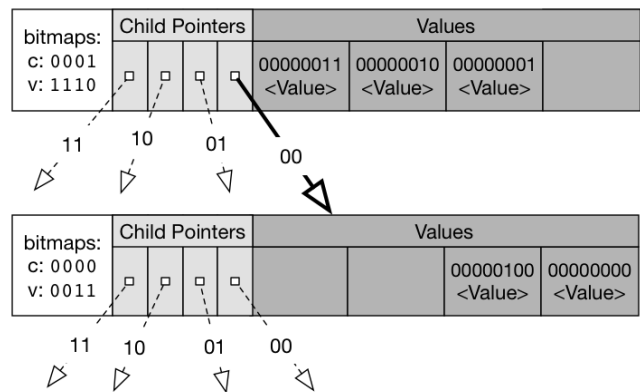 bitmaps:
c: 0001
v: 1110
Child Pointers
Values
00000011
<Value>
00000010
<Value>
00000001
<Value>
11
10
01
00
bitmaps:
c: 0000
v: 0011
Child Pointers
Values
00000100
<Value>
00000000
<Value>
11
10
01
00